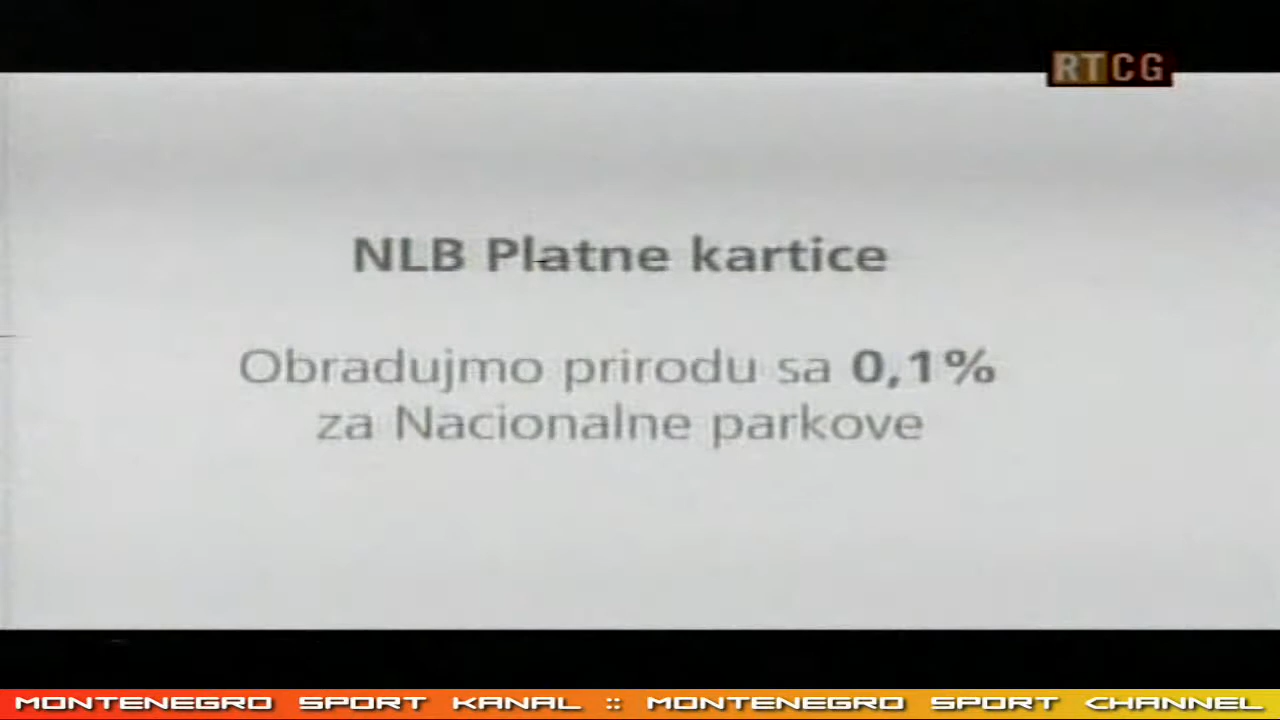 RTCG
NLB Platne kartice
Obradujmo prirodu sa 0,1%
za Nacionalne parkove
MONTENEGRO SPORT KANAL :: MONTENEGRO SPORT CHANNEL